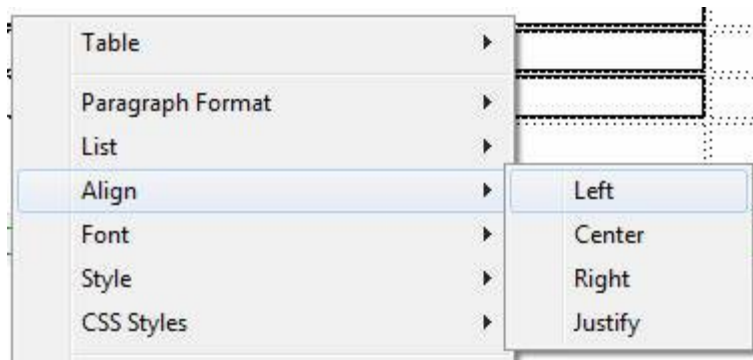 Table
Paragraph Format
List
Align
Font
Style
CSS Styles
Left
Center
Right
Justify